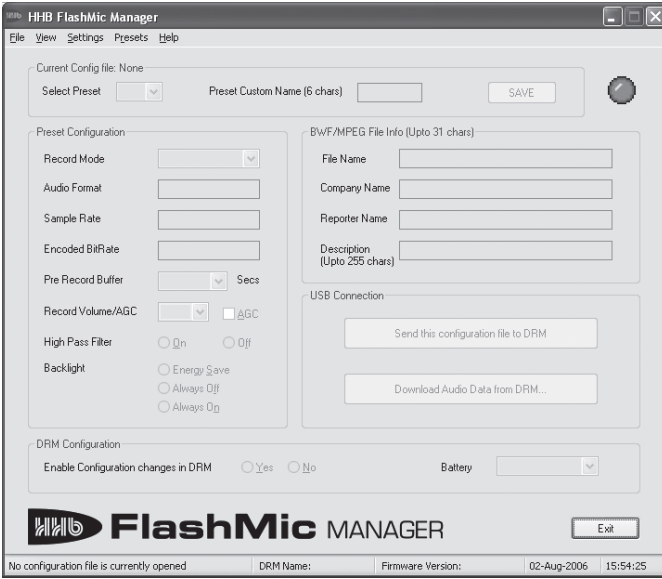 HHB FlashMic Manager
File View Settings Presets Help
Current Config file: None
Select Preset Preset Custom Name (6 chars) SAVE
Preset Configuration
Record Mode
Audio Format
Sample Rate
Encoded BitRate
Pre Record Buffer Secs
Record Volume/AGC AGC
High Pass Filter On Off
Backlight Energy Save
Always Off
Always On
BWF/MPEG File Info (Upto 31 chars)
File Name
Company Name
Reporter Name
Description
(Upto 255 chars)
USB Connection
Send this configuration file to DRM
Download Audio Data from DRM...
DRM Configuration
Enable Configuration changes in DRM Yes No Battery
HHb FlashMic MANAGER Exit
No configuration file is currently opened DRM Name: Firmware Version: 02-Aug-2006 15:54:25